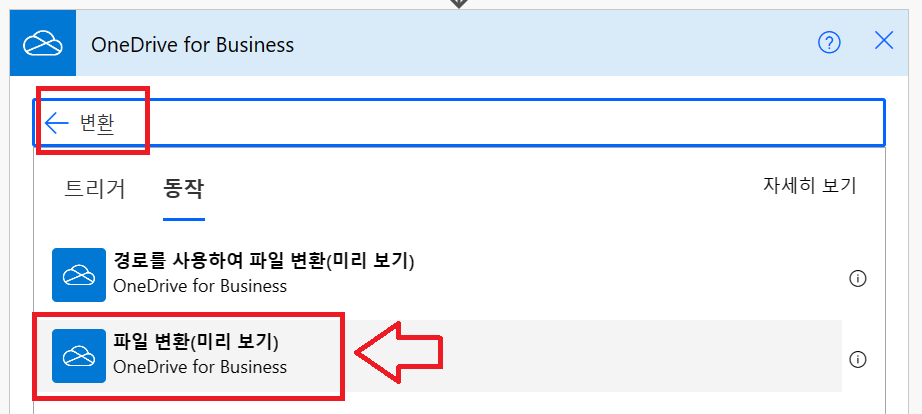 OneDrive for Business
변환
트리거 동작 자세히 보기
경로를 사용하여 파일 변환(미리 보기)
OneDrive for Business
파일 변환(미리 보기)
OneDrive for Business